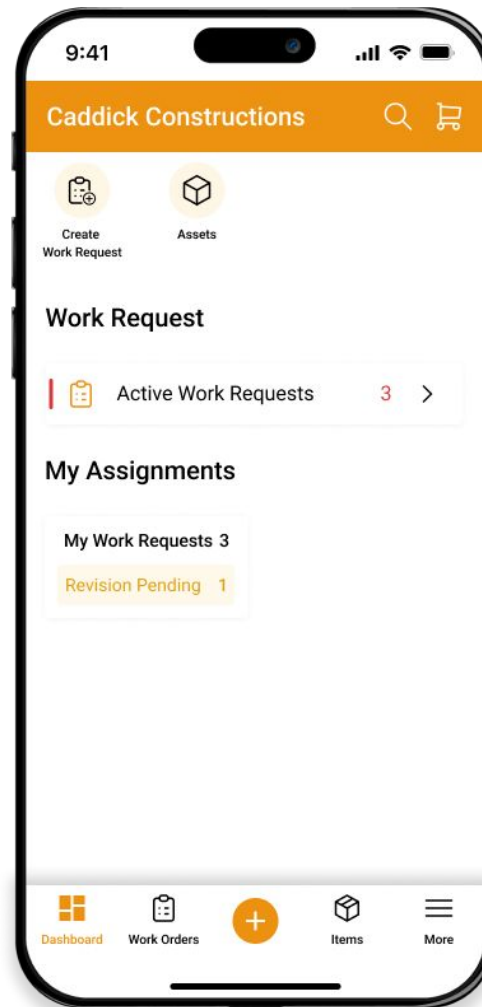 9:41
Caddick Constructions
Create
Work Request
Assets
Work Request
Active Work Requests 3
My Assignments
My Work Requests 3
Revision Pending 1
Dashboard
Work Orders
Items
More